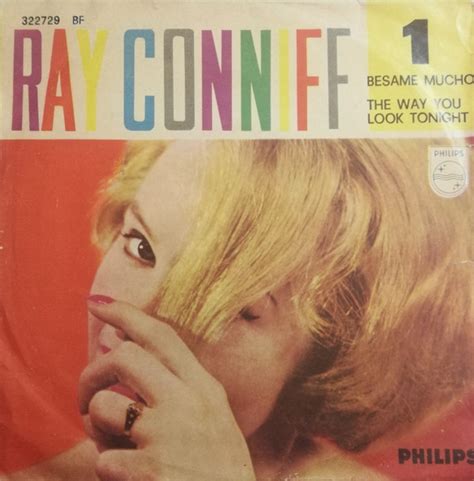 322729 BF
RAY CONNIFF
1
BESAME MUCHO
THE WAY YOU
LOOK TONIGHT
PHILIPS
PHILIPS